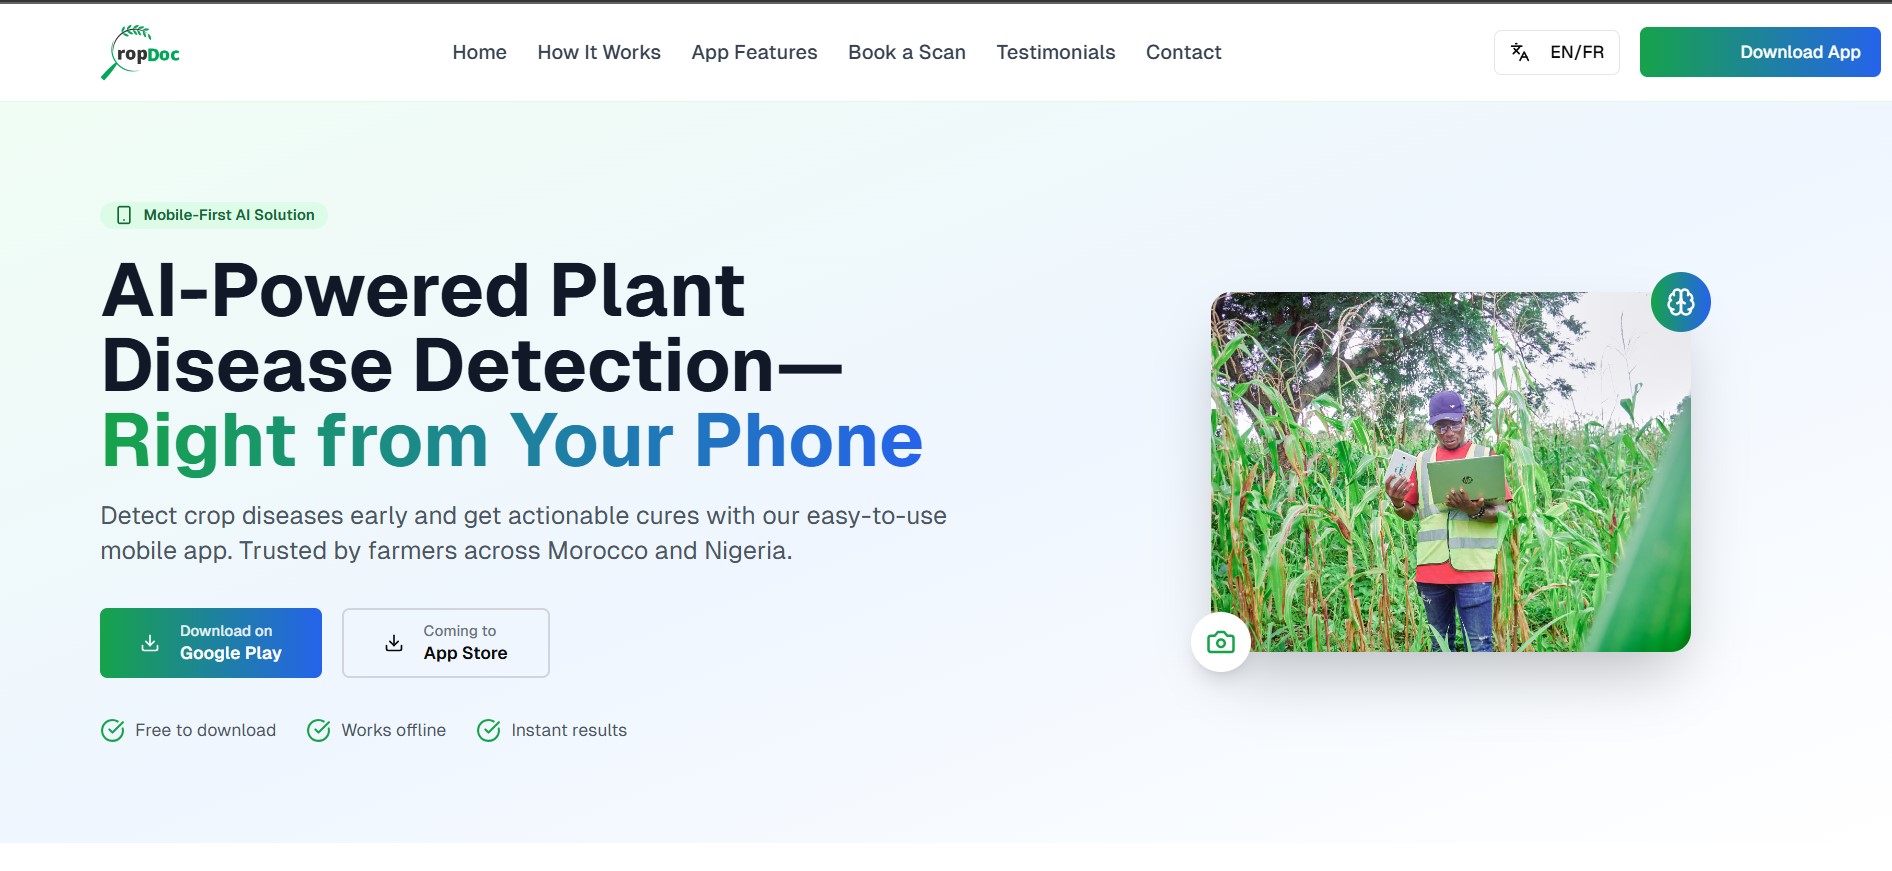 ropDoc
Home
How It Works
App Features
Book a Scan
Testimonials
Contact
EN/FR
Download App
Mobile-First AI Solution
AI-Powered Plant
Disease Detection—
Right from Your Phone
Detect crop diseases early and get actionable cures with our easy-to-use
mobile app. Trusted by farmers across Morocco and Nigeria.
Download on
Google Play
Coming to
App Store
Free to download
Works offline
Instant results
hp